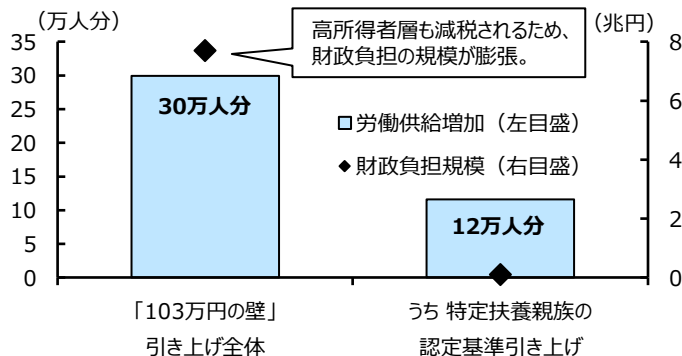 （万人分）
（兆円）
高所得者層も減税されるため、
財政負担の規模が膨張。
35
30
25
20
15
10
5
0
8
6
4
2
0
30万人分
労働供給増加（左目盛）
財政負担規模（右目盛）
12万人分
「103万円の壁」
引き上げ全体
うち 特定扶養親族の
認定基準引き上げ